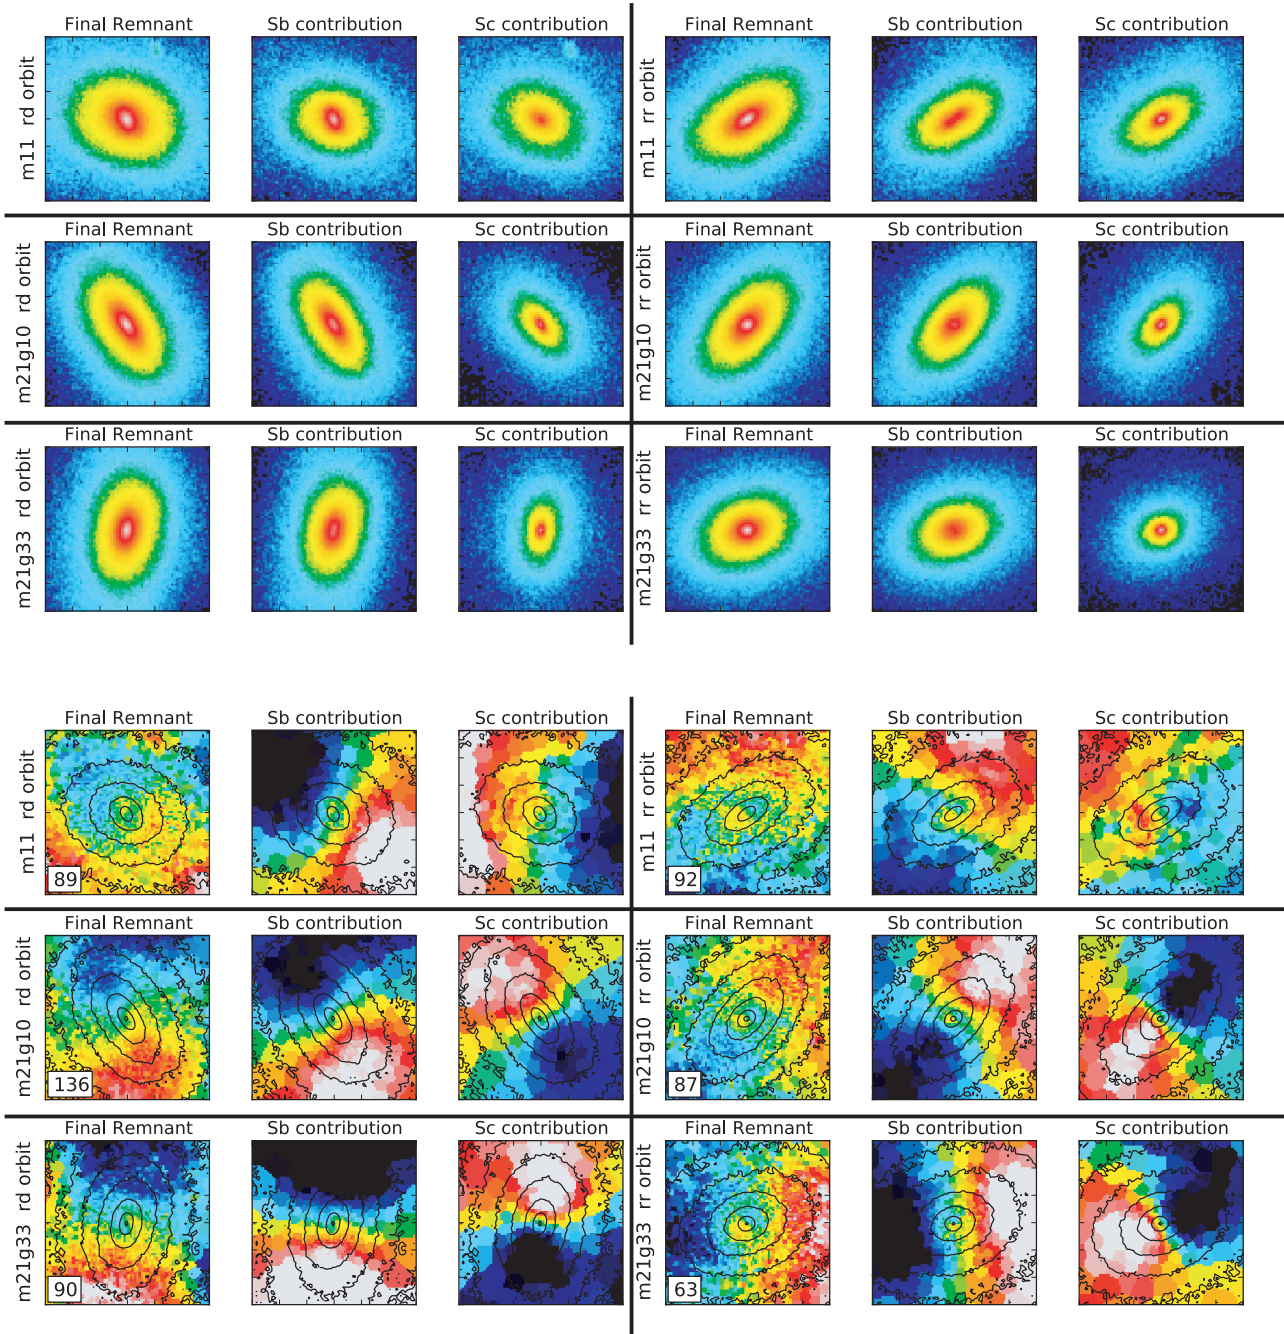 Final Remnant Sb contribution Sc contribution Final Remnant Sb contribution Sc contribution
m11 rd orbit
m11 rr orbit
Final Remnant Sb contribution Sc contribution Final Remnant Sb contribution Sc contribution
m21g10 rd orbit
m21g10 rr orbit
Final Remnant Sb contribution Sc contribution Final Remnant Sb contribution Sc contribution
m21g33 rd orbit
m21g33 rr orbit
Final Remnant Sb contribution Sc contribution Final Remnant Sb contribution Sc contribution
m11 rd orbit
89
m11 rr orbit
92
Final Remnant Sb contribution Sc contribution Final Remnant Sb contribution Sc contribution
m21g10 rd orbit
136
m21g10 rr orbit
87
Final Remnant Sb contribution Sc contribution Final Remnant Sb contribution Sc contribution
m21g33 rd orbit
90
m21g33 rr orbit
63